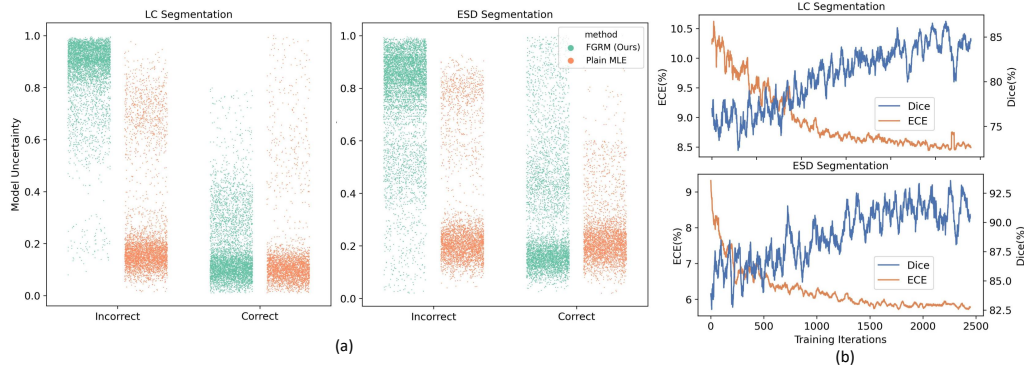 LC Segmentation
ESD Segmentation
Model Uncertainty
1.0
0.8
0.6
0.4
0.2
0.0
Incorrect
Correct
1.0
0.8
0.6
0.4
0.2
0.0
Incorrect
Correct
method
FGRM (Ours)
Plain MLE
(a)
LC Segmentation
ECE(%)
10.5
10.0
9.5
9.0
8.5
Dice
ECE
85
80
75
Dice(%)
ESD Segmentation
ECE(%)
9
8
7
6
Dice
ECE
92.5
90.0
87.5
85.0
82.5
Dice(%)
0
500
1000
1500
2000
2500
Training Iterations
(b)